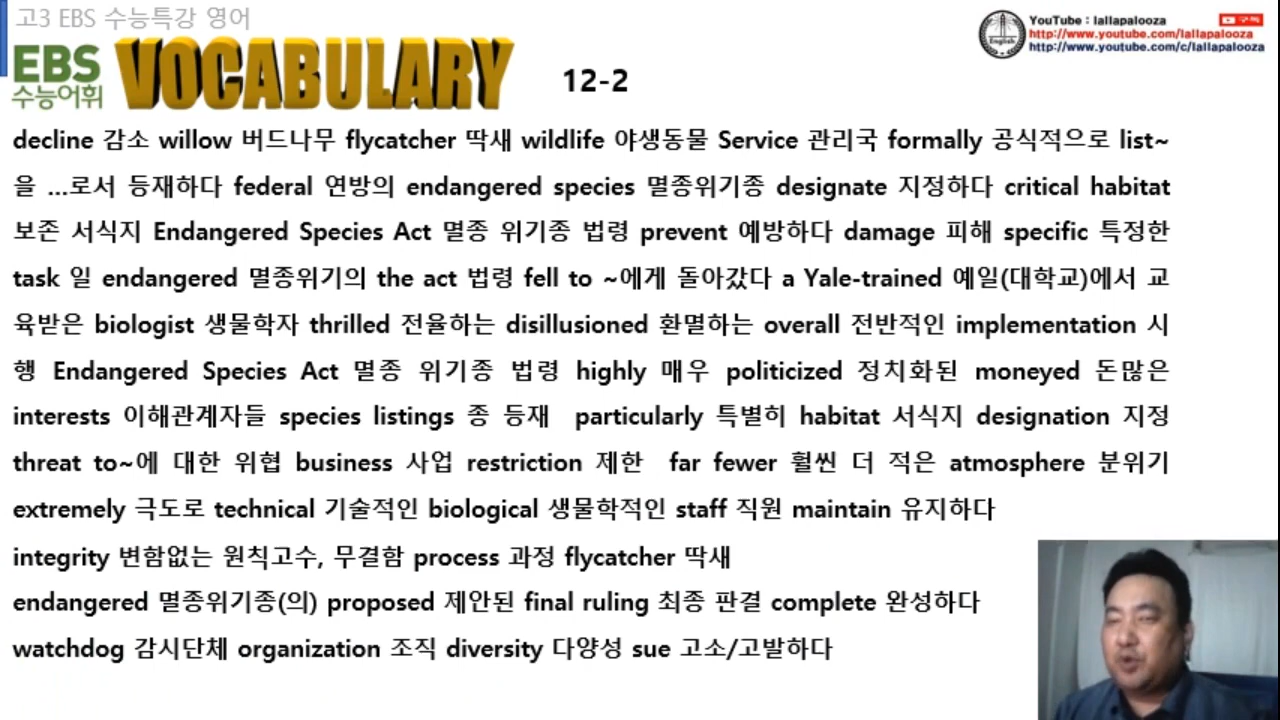 고3 EBS 수능특강 영어
YouTube : lallapalooza
구독
http://www.youtube.com/lallapalooza
http://www.youtube.com/c/lallapalooza
English
EBS
수능어휘
VOCABULARY
12-2
decline 감소 willow 버드나무 flycatcher 딱새 wildlife 야생동물 Service 관리국 formally 공식적으로 list~
을 ...로서 등재하다 federal 연방의 endangered species 멸종위기종 designate 지정하다 critical habitat
보존 서식지 Endangered Species Act 멸종 위기종 법령 prevent 예방하다 damage 피해 specific 특정한
task 일 endangered 멸종위기의 the act 법령 fell to ~에게 돌아갔다 a Yale-trained 예일(대학교)에서 교
육받은 biologist 생물학자 thrilled 전율하는 disillusioned 환멸하는 overall 전반적인 implementation 시
행 Endangered Species Act 멸종 위기종 법령 highly 매우 politicized 정치화된 moneyed 돈많은
interests 이해관계자들 species listings 종 등재 particularly 특별히 habitat 서식지 designation 지정
threat to~에 대한 위협 business 사업 restriction 제한 far fewer 훨씬 더 적은 atmosphere 분위기
extremely 극도로 technical 기술적인 biological 생물학적인 staff 직원 maintain 유지하다
integrity 변함없는 원칙고수, 무결함 process 과정 flycatcher 딱새
endangered 멸종위기종(의) proposed 제안된 final ruling 최종 판결 complete 완성하다
watchdog 감시단체 organization 조직 diversity 다양성 sue 고소/고발하다